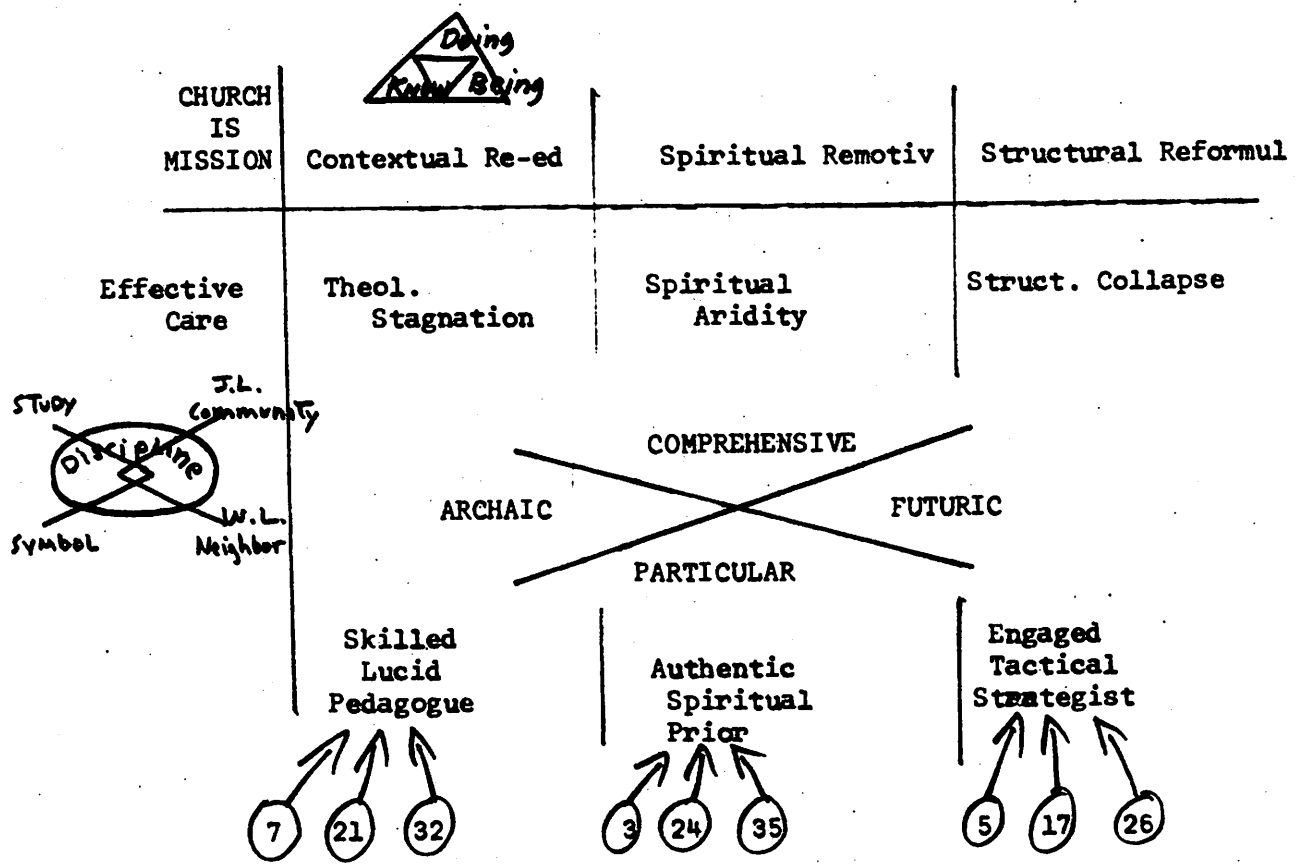 Doing
Know Being
CHURCH
IS
MISSION
Contextual Re-ed
Spiritual Remotiv
Structural Reformul
Effective
Care
Theol.
Stagnation
Spiritual
Aridity
Struct. Collapse
STUDY
J.L.
Community
Discipline
Symbol
W.L.
Neighbor
COMPREHENSIVE
ARCHAIC
FUTURIC
PARTICULAR
Skilled
Lucid
Pedagogue
Authentic
Spiritual
Prior
Engaged
Tactical
Strategist
7 21 32
3 24 35
5 17 26